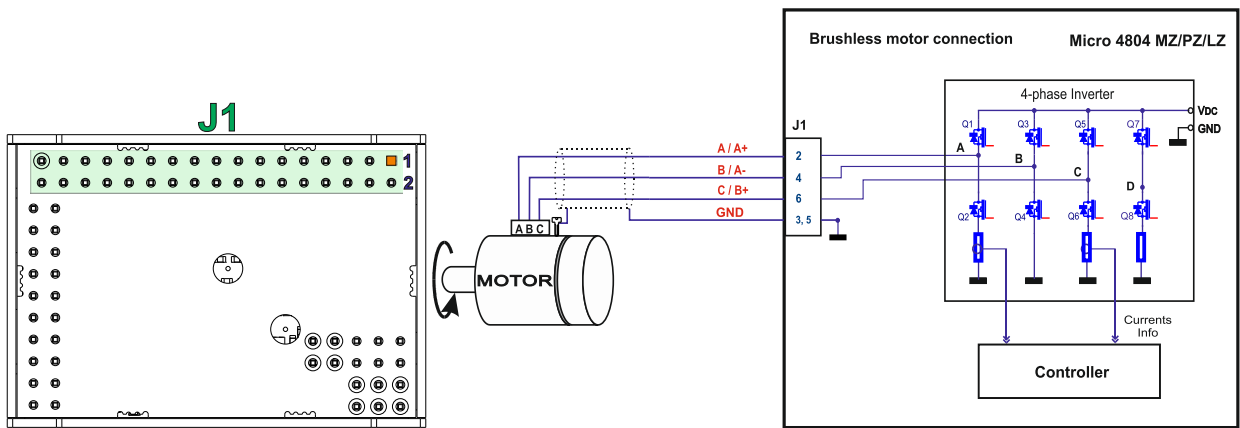 J1
1
2
A / A+
B / A-
C / B+
GND
A B C
MOTOR
Brushless motor connection
Micro 4804 MZ/PZ/LZ
J1
2
4
6
3, 5
4-phase Inverter
VDC
GND
Q1
Q3
Q5
Q7
A
B
C
D
Q2
Q4
Q6
Q8
Currents
Info
Controller